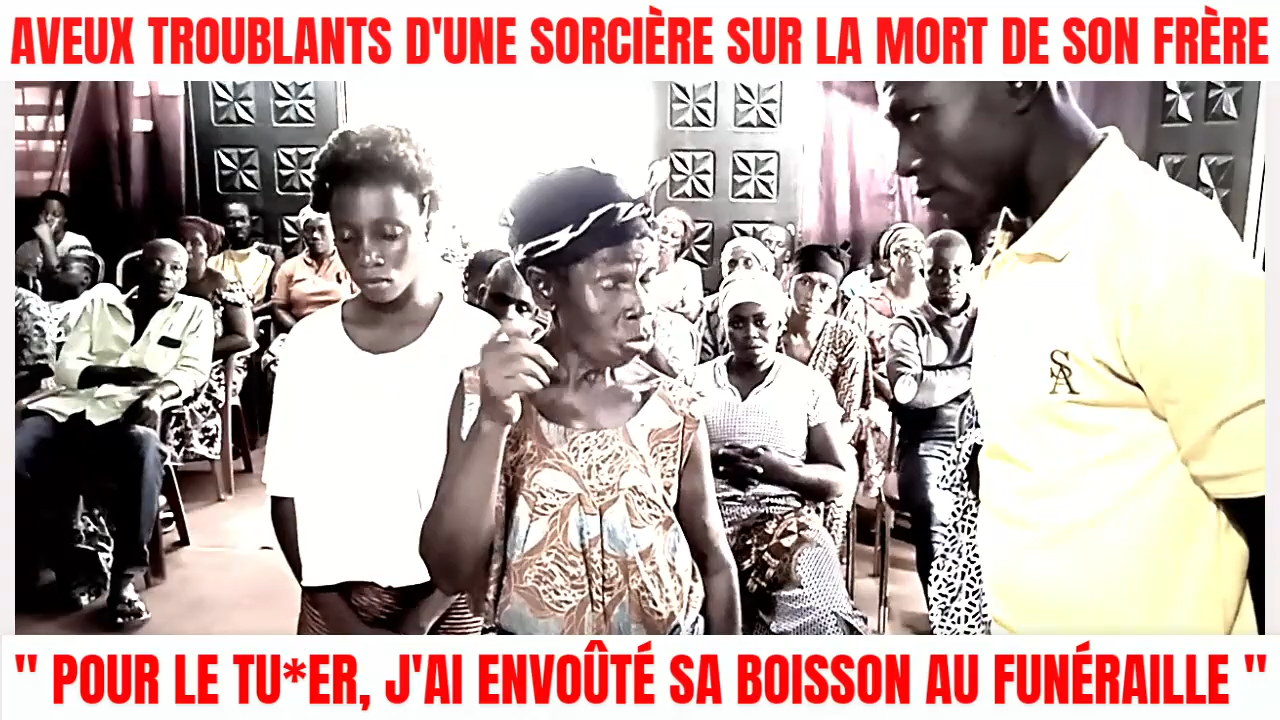 AVEUX TROUBLANTS D'UNE SORCIÈRE SUR LA MORT DE SON FRÈRE
SA
" POUR LE TU*ER, J'AI ENVOÛTÉ SA BOISSON AU FUNÉRAILLE "